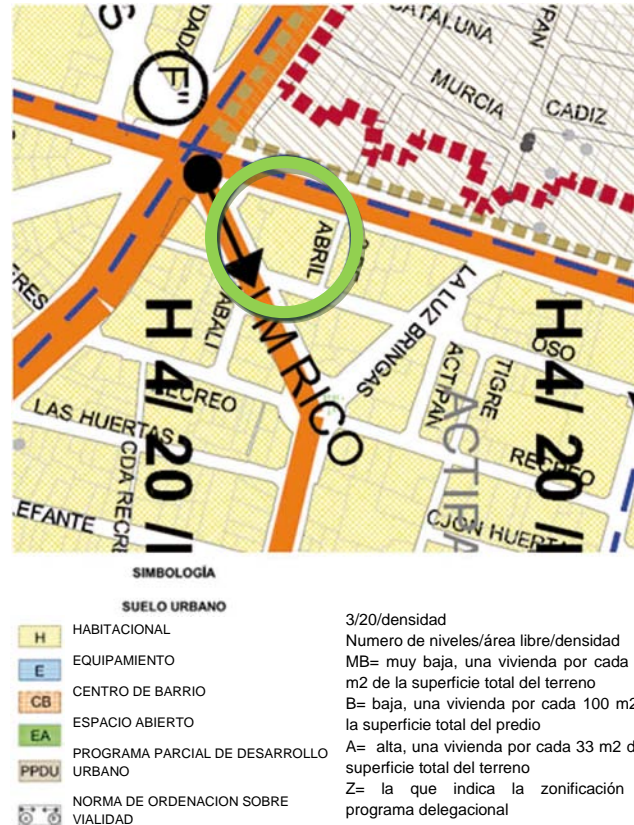 CATALUNA
MURCIA
CADIZ
"F"
ABRIL
LA LUZ BRINGAS
OSO
TIGRE
ACTIPAN
RECREO
RECREO
LAS HUERTAS
CDA RECRE
H 4/ 20 /
H 4/ 20 /
M RICO
CJON HUERTA
SIMBOLOGÍA
SUELO URBANO
H HABITACIONAL
E EQUIPAMIENTO
CB CENTRO DE BARRIO
EA ESPACIO ABIERTO
PPDU PROGRAMA PARCIAL DE DESARROLLO
URBANO
NORMA DE ORDENACION SOBRE
VIALIDAD
3/20/densidad
Numero de niveles/área libre/densidad
MB= muy baja, una vivienda por cada
m2 de la superficie total del terreno
B= baja, una vivienda por cada 100 m2
la superficie total del predio
A= alta, una vivienda por cada 33 m2 d
superficie total del terreno
Z= la que indica la zonificación
programa delegacional